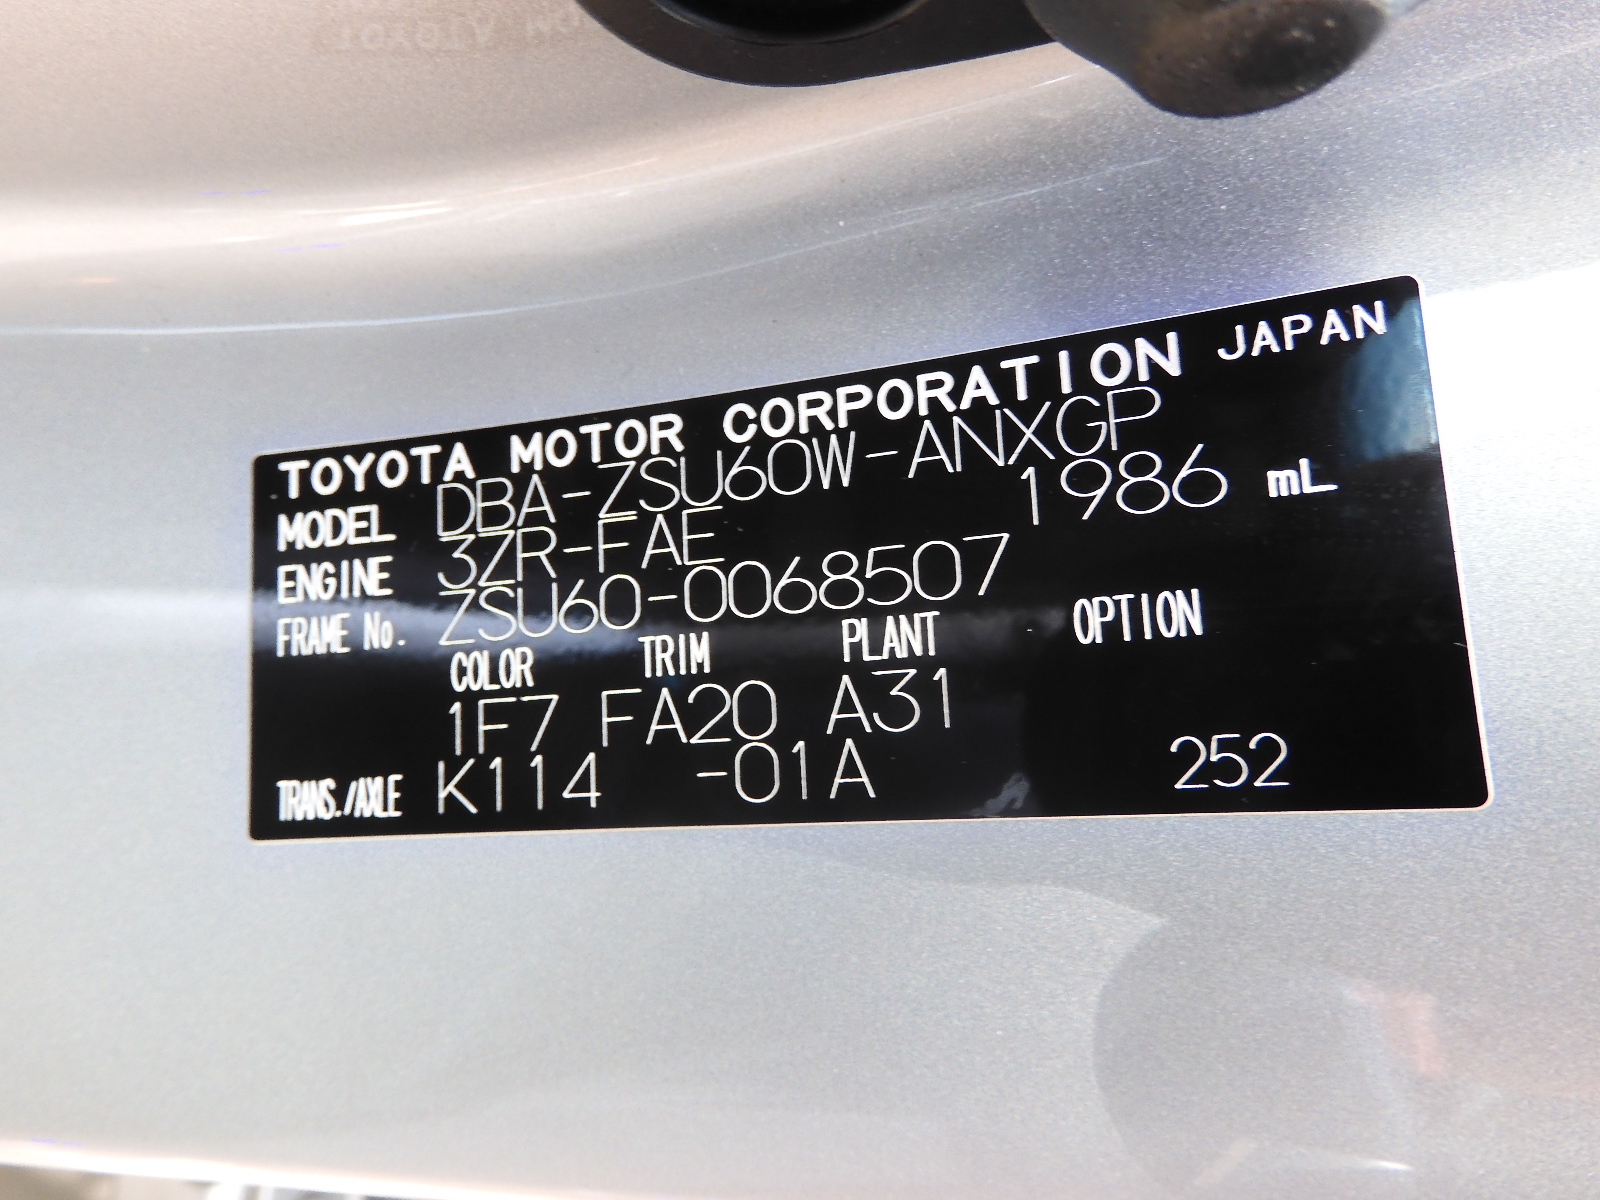 TOYOTA MOTOR CORPORATION JAPAN
MODEL DBA-ZSU60W-ANXGP
ENGINE 3ZR-FAE 1986 mL
FRAME No. ZSU60-0068507
COLOR TRIM PLANT OPTION
1F7 FA20 A31
TRANS./AXLE K114 -01A 252